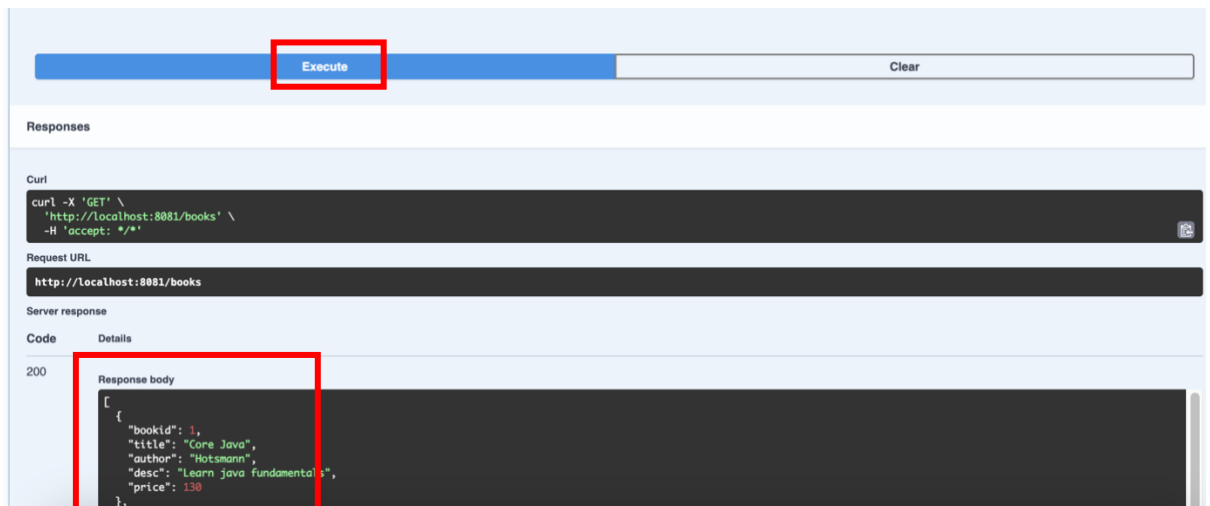 Execute
Clear
Responses
Curl
curl -X 'GET' \
  'http://localhost:8081/books' \
  -H 'accept: */*'
Request URL
http://localhost:8081/books
Server response
Code Details
200
Response body
[
  {
    "bookid": 1,
    "title": "Core Java",
    "author": "Hotsmann",
    "desc": "Learn java fundamentals",
    "price": 130
  },